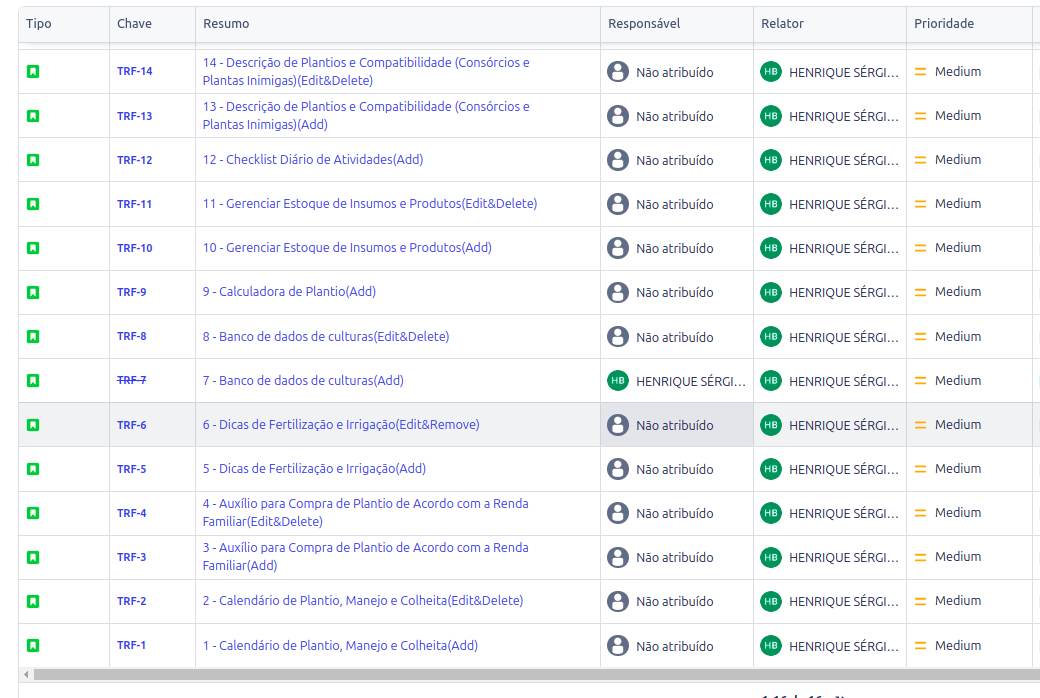 Tipo Chave Resumo Responsável Relator Prioridade
TRF-14 14 - Descrição de Plantios e Compatibilidade (Consórcios e Plantas Inimigas)(Edit&Delete) Não atribuído HB HENRIQUE SÉRGI... Medium
TRF-13 13 - Descrição de Plantios e Compatibilidade (Consórcios e Plantas Inimigas)(Add) Não atribuído HB HENRIQUE SÉRGI... Medium
TRF-12 12 - Checklist Diário de Atividades(Add) Não atribuído HB HENRIQUE SÉRGI... Medium
TRF-11 11 - Gerenciar Estoque de Insumos e Produtos(Edit&Delete) Não atribuído HB HENRIQUE SÉRGI... Medium
TRF-10 10 - Gerenciar Estoque de Insumos e Produtos(Add) Não atribuído HB HENRIQUE SÉRGI... Medium
TRF-9 9 - Calculadora de Plantio(Add) Não atribuído HB HENRIQUE SÉRGI... Medium
TRF-8 8 - Banco de dados de culturas(Edit&Delete) Não atribuído HB HENRIQUE SÉRGI... Medium
TRF-7 7 - Banco de dados de culturas(Add) HB HENRIQUE SÉRGI... HB HENRIQUE SÉRGI... Medium
TRF-6 6 - Dicas de Fertilização e Irrigação(Edit&Remove) Não atribuído HB HENRIQUE SÉRGI... Medium
TRF-5 5 - Dicas de Fertilização e Irrigação(Add) Não atribuído HB HENRIQUE SÉRGI... Medium
TRF-4 4 - Auxílio para Compra de Plantio de Acordo com a Renda Familiar(Edit&Delete) Não atribuído HB HENRIQUE SÉRGI... Medium
TRF-3 3 - Auxílio para Compra de Plantio de Acordo com a Renda Familiar(Add) Não atribuído HB HENRIQUE SÉRGI... Medium
TRF-2 2 - Calendário de Plantio, Manejo e Colheita(Edit&Delete) Não atribuído HB HENRIQUE SÉRGI... Medium
TRF-1 1 - Calendário de Plantio, Manejo e Colheita(Add) Não atribuído HB HENRIQUE SÉRGI... Medium